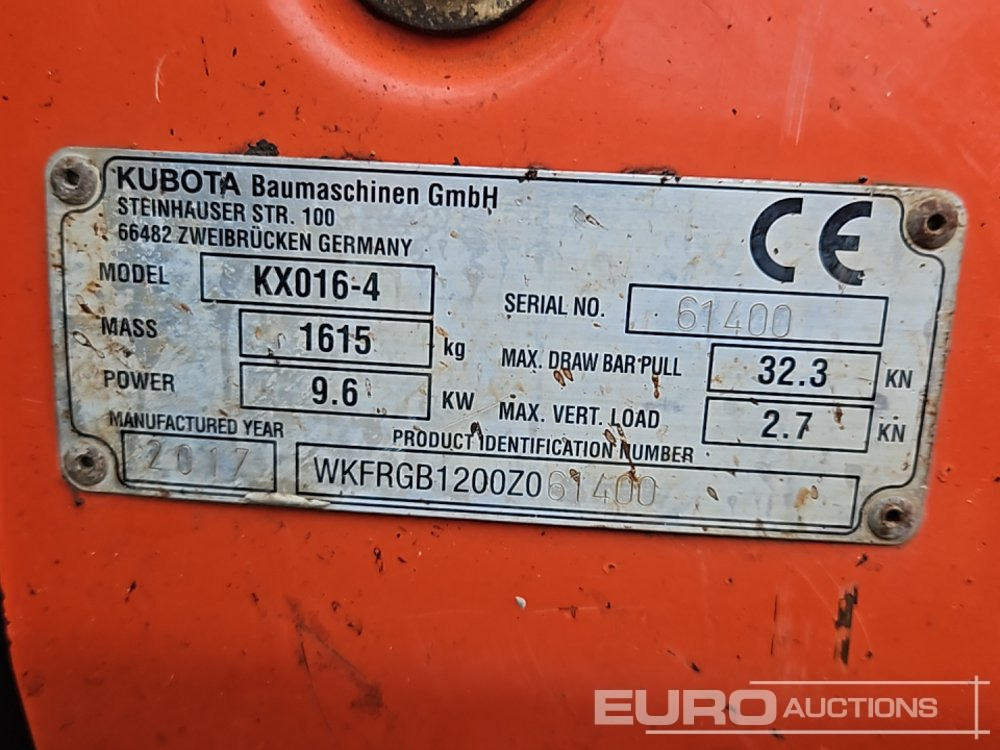 KUBOTA Baumaschinen GmbH
STEINHAUSER STR. 100
66482 ZWEIBRÜCKEN GERMANY
CE
MODEL KX016-4
SERIAL NO. 61400
MASS 1615 kg
MAX. DRAW BAR PULL 32.3 KN
POWER 9.6 KW
MAX. VERT. LOAD 2.7 KN
MANUFACTURED YEAR
2017
PRODUCT IDENTIFICATION NUMBER
WKFRGB1200Z061400
EURO AUCTIONS